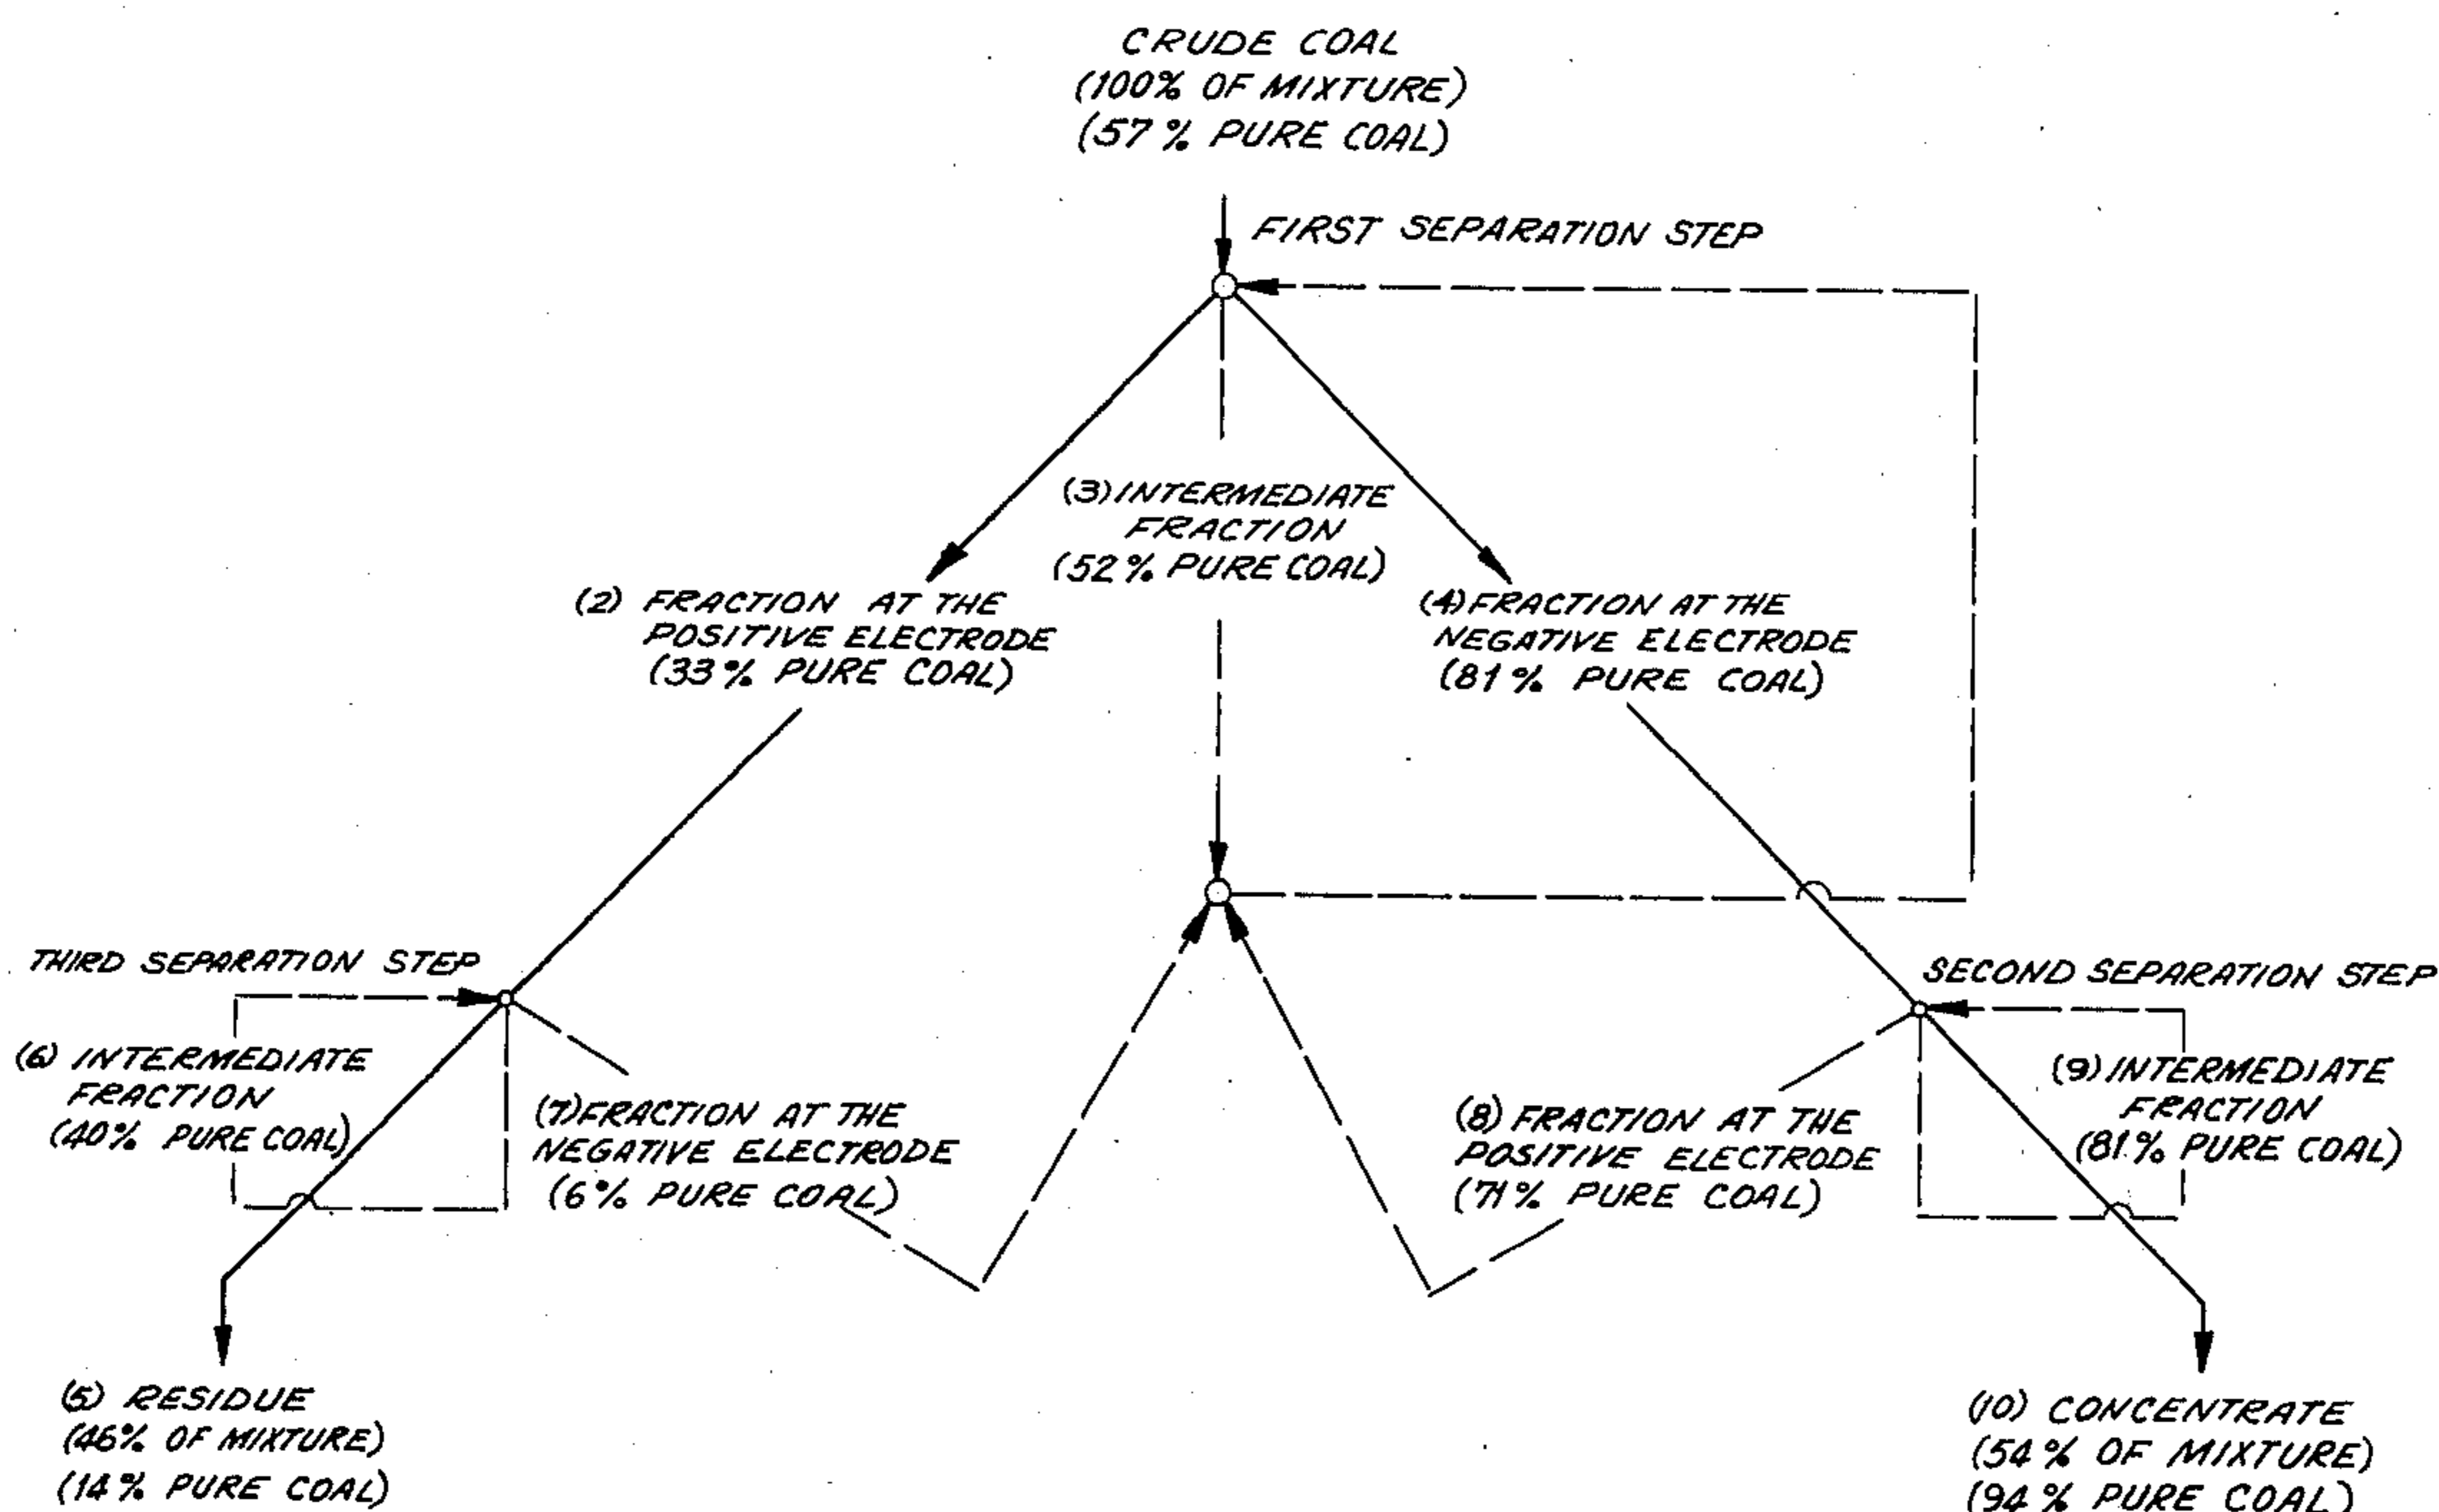 CRUDE COAL
(100% OF MIXTURE)
(57% PURE COAL)
FIRST SEPARATION STEP
(3) INTERMEDIATE
FRACTION
(52% PURE COAL)
(2) FRACTION AT THE
POSITIVE ELECTRODE
(33% PURE COAL)
(4) FRACTION AT THE
NEGATIVE ELECTRODE
(81% PURE COAL)
THIRD SEPARATION STEP
SECOND SEPARATION STEP
(6) INTERMEDIATE
FRACTION
(40% PURE COAL)
(7) FRACTION AT THE
NEGATIVE ELECTRODE
(6% PURE COAL)
(8) FRACTION AT THE
POSITIVE ELECTRODE
(71% PURE COAL)
(9) INTERMEDIATE
FRACTION
(81% PURE COAL)
(5) RESIDUE
(46% OF MIXTURE)
(14% PURE COAL)
(10) CONCENTRATE
(54% OF MIXTURE)
(94% PURE COAL)